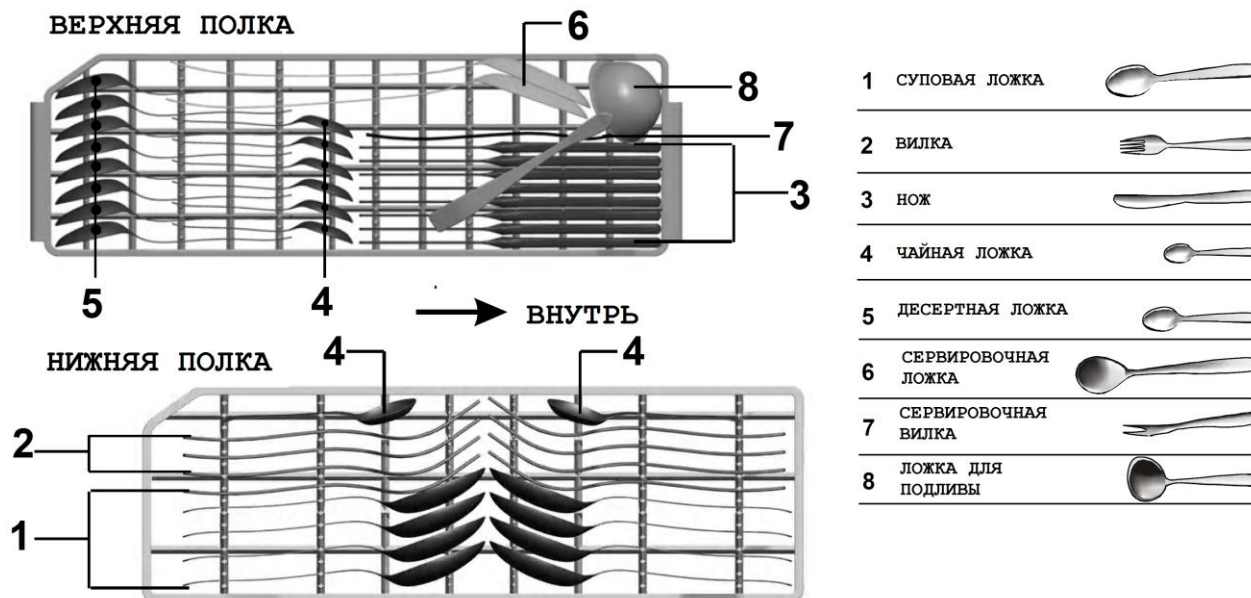 ВЕРХНЯЯ ПОЛКА
6
8
7
3
5
4
ВНУТРЬ
НИЖНЯЯ ПОЛКА
4
4
2
1
1 СУПОВАЯ ЛОЖКА
2 ВИЛКА
3 НОЖ
4 ЧАЙНАЯ ЛОЖКА
5 ДЕСЕРТНАЯ ЛОЖКА
6 СЕРВИРОВОЧНАЯ
ЛОЖКА
7 СЕРВИРОВОЧНАЯ
ВИЛКА
8 ЛОЖКА ДЛЯ
ПОДЛИВЫ